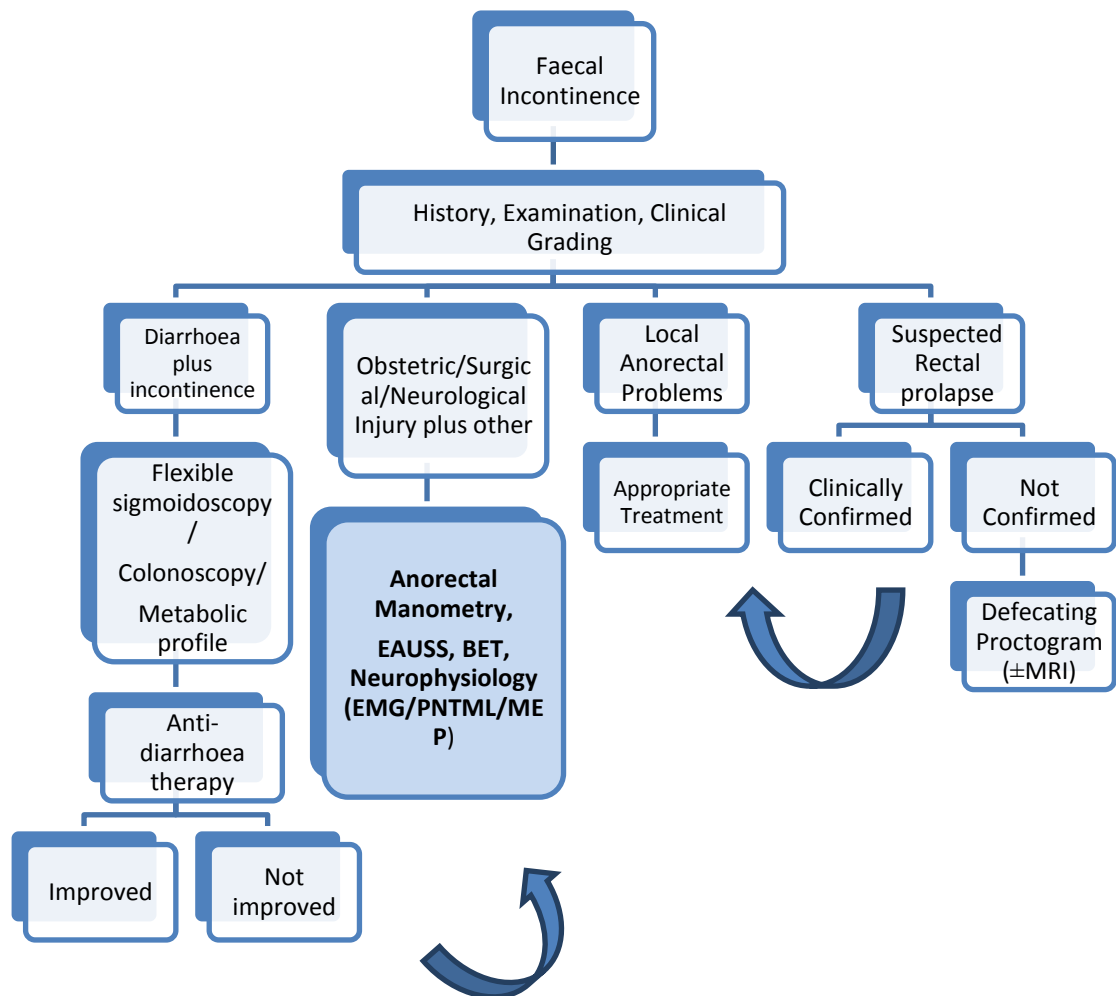 Faecal
Incontinence
History, Examination, Clinical
Grading
Diarrhoea
plus
incontinence
Flexible
sigmoidoscopy
/
Colonoscopy/
Metabolic
profile
Anti-
diarrhoea
therapy
Improved
Not
improved
Obstetric/Surgic
al/Neurological
Injury plus other
Anorectal
Manometry,
EAUSS, BET,
Neurophysiology
(EMG/PNTML/ME
P)
Local
Anorectal
Problems
Appropriate
Treatment
Suspected
Rectal
prolapse
Clinically
Confirmed
Not
Confirmed
Defecating
Proctogram
(±MRI)